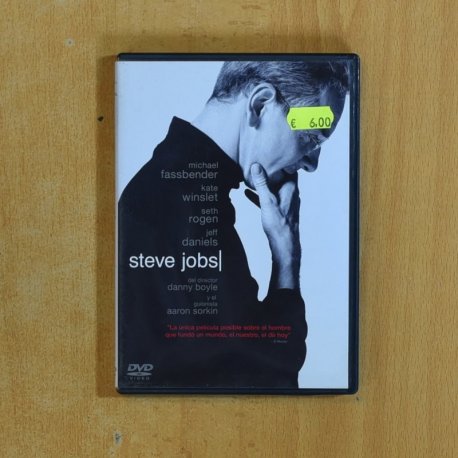 € 6.00
michael
fassbender
kate
winslet
seth
rogen
jeff
daniels
steve jobs
del director
danny boyle
y el
guionista
aaron sorkin
"La única película posible sobre el hombre
que fundó un mundo, el nuestro, el de hoy"
DVD
VIDEO